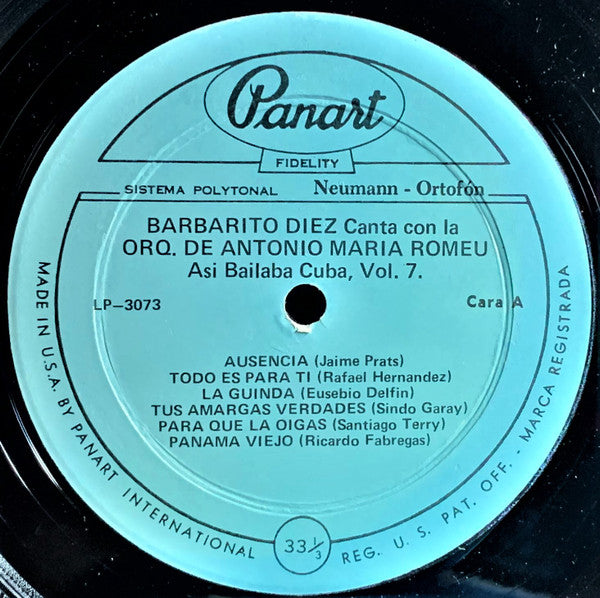 Panart
FIDELITY
SISTEMA POLYTONAL Neumann - Ortofón
BARBARITO DIEZ Canta con la
ORQ. DE ANTONIO MARIA ROMEU
Asi Bailaba Cuba, Vol. 7.
LP-3073 Cara A
AUSENCIA (Jaime Prats)
TODO ES PARA TI (Rafael Hernandez)
LA GUINDA (Eusebio Delfin)
TUS AMARGAS VERDADES (Sindo Garay)
PARA QUE LA OIGAS (Santiago Terry)
PANAMA VIEJO (Ricardo Fabregas)
MADE IN U.S.A. BY PANART INTERNATIONAL
33 1/3
REG. U. S. PAT. OFF. - MARCA REGISTRADA